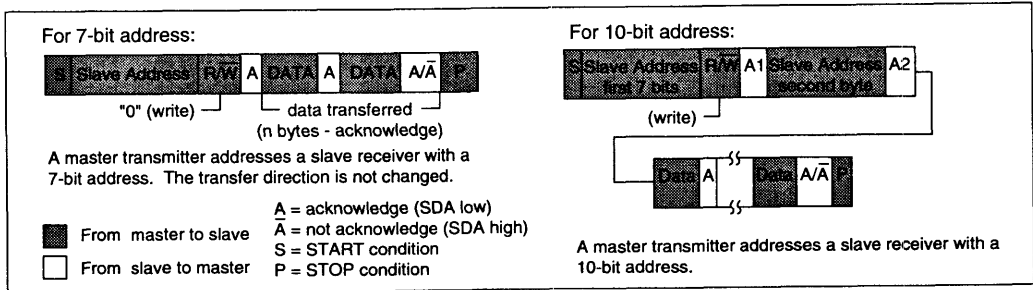 For 7-bit address:
S Slave Address R/W̅ A DATA A DATA A/A̅ P
"0" (write)
data transferred
(n bytes - acknowledge)
A master transmitter addresses a slave receiver with a
7-bit address. The transfer direction is not changed.
From master to slave
From slave to master
A = acknowledge (SDA low)
A̅ = not acknowledge (SDA high)
S = START condition
P = STOP condition
For 10-bit address:
S Slave Address R/W̅ A1 Slave Address A2
first 7 bits second byte
(write)
Data A Data A/A̅ P
A master transmitter addresses a slave receiver with a
10-bit address.